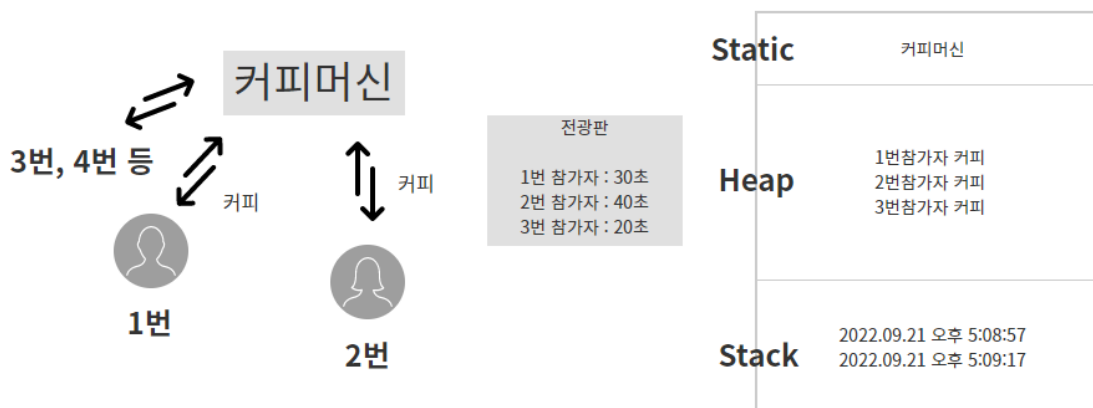 커피머신
3번, 4번 등
커피
커피
1번
2번
전광판
1번 참가자 : 30초
2번 참가자 : 40초
3번 참가자 : 20초
Static
커피머신
Heap
1번참가자 커피
2번참가자 커피
3번참가자 커피
Stack
2022.09.21 오후 5:08:57
2022.09.21 오후 5:09:17